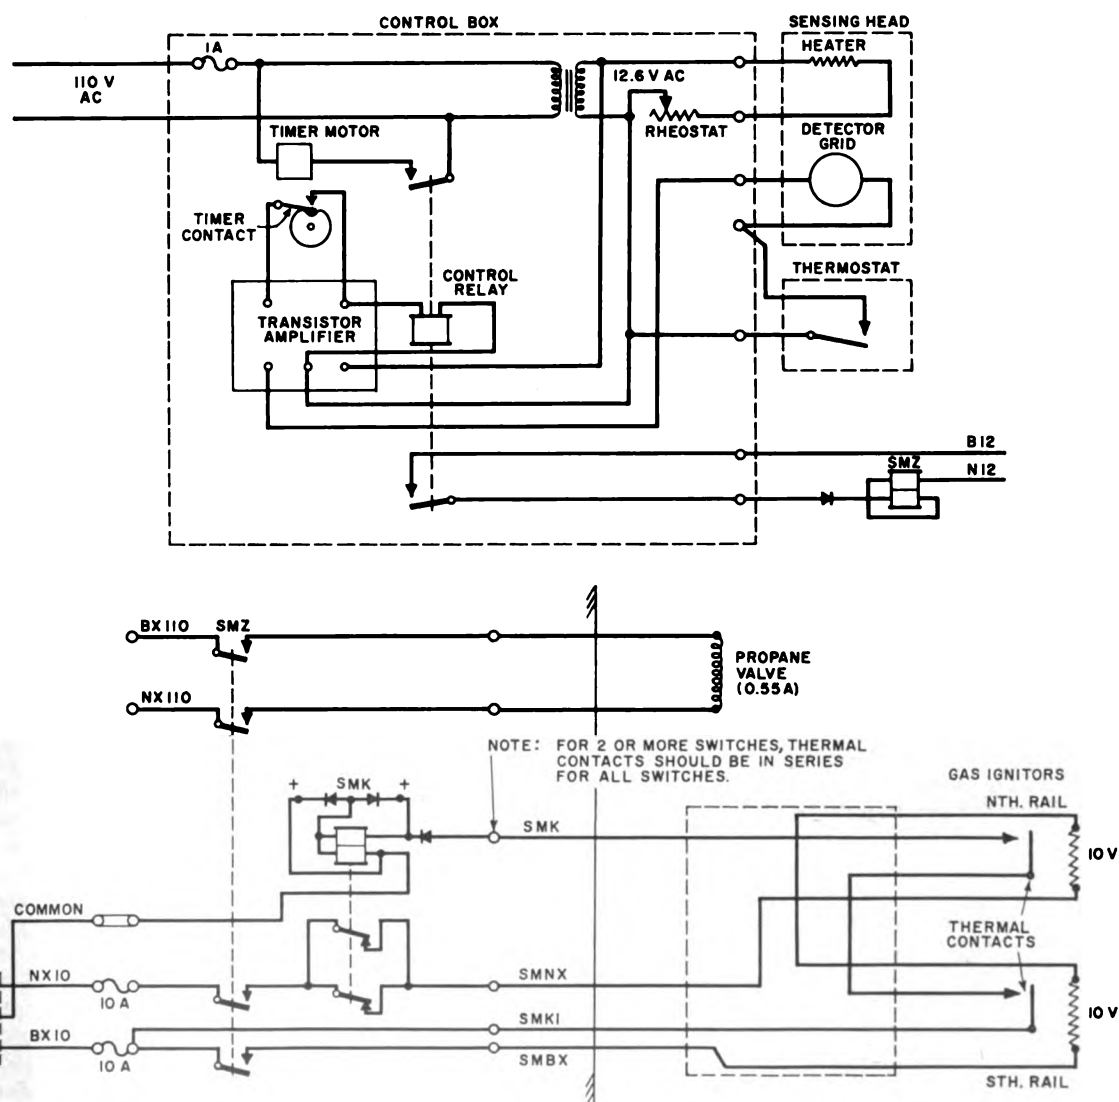 CONTROL BOX
SENSING HEAD
1A
HEATER
110 V
AC
12.6 V AC
RHEOSTAT
TIMER MOTOR
DETECTOR
GRID
TIMER
CONTACT
THERMOSTAT
CONTROL
RELAY
TRANSISTOR
AMPLIFIER
B12
SMZ
N12
BX110
SMZ
PROPANE
VALVE
(0.55A)
NX110
NOTE: FOR 2 OR MORE SWITCHES, THERMAL
CONTACTS SHOULD BE IN SERIES
FOR ALL SWITCHES.
GAS IGNITORS
+ SMK +
NTH. RAIL
SMK
10 V
COMMON
THERMAL
CONTACTS
NX10
SMNX
10 A
SMK1
10 V
BX10
SMBX
10 A
STH. RAIL